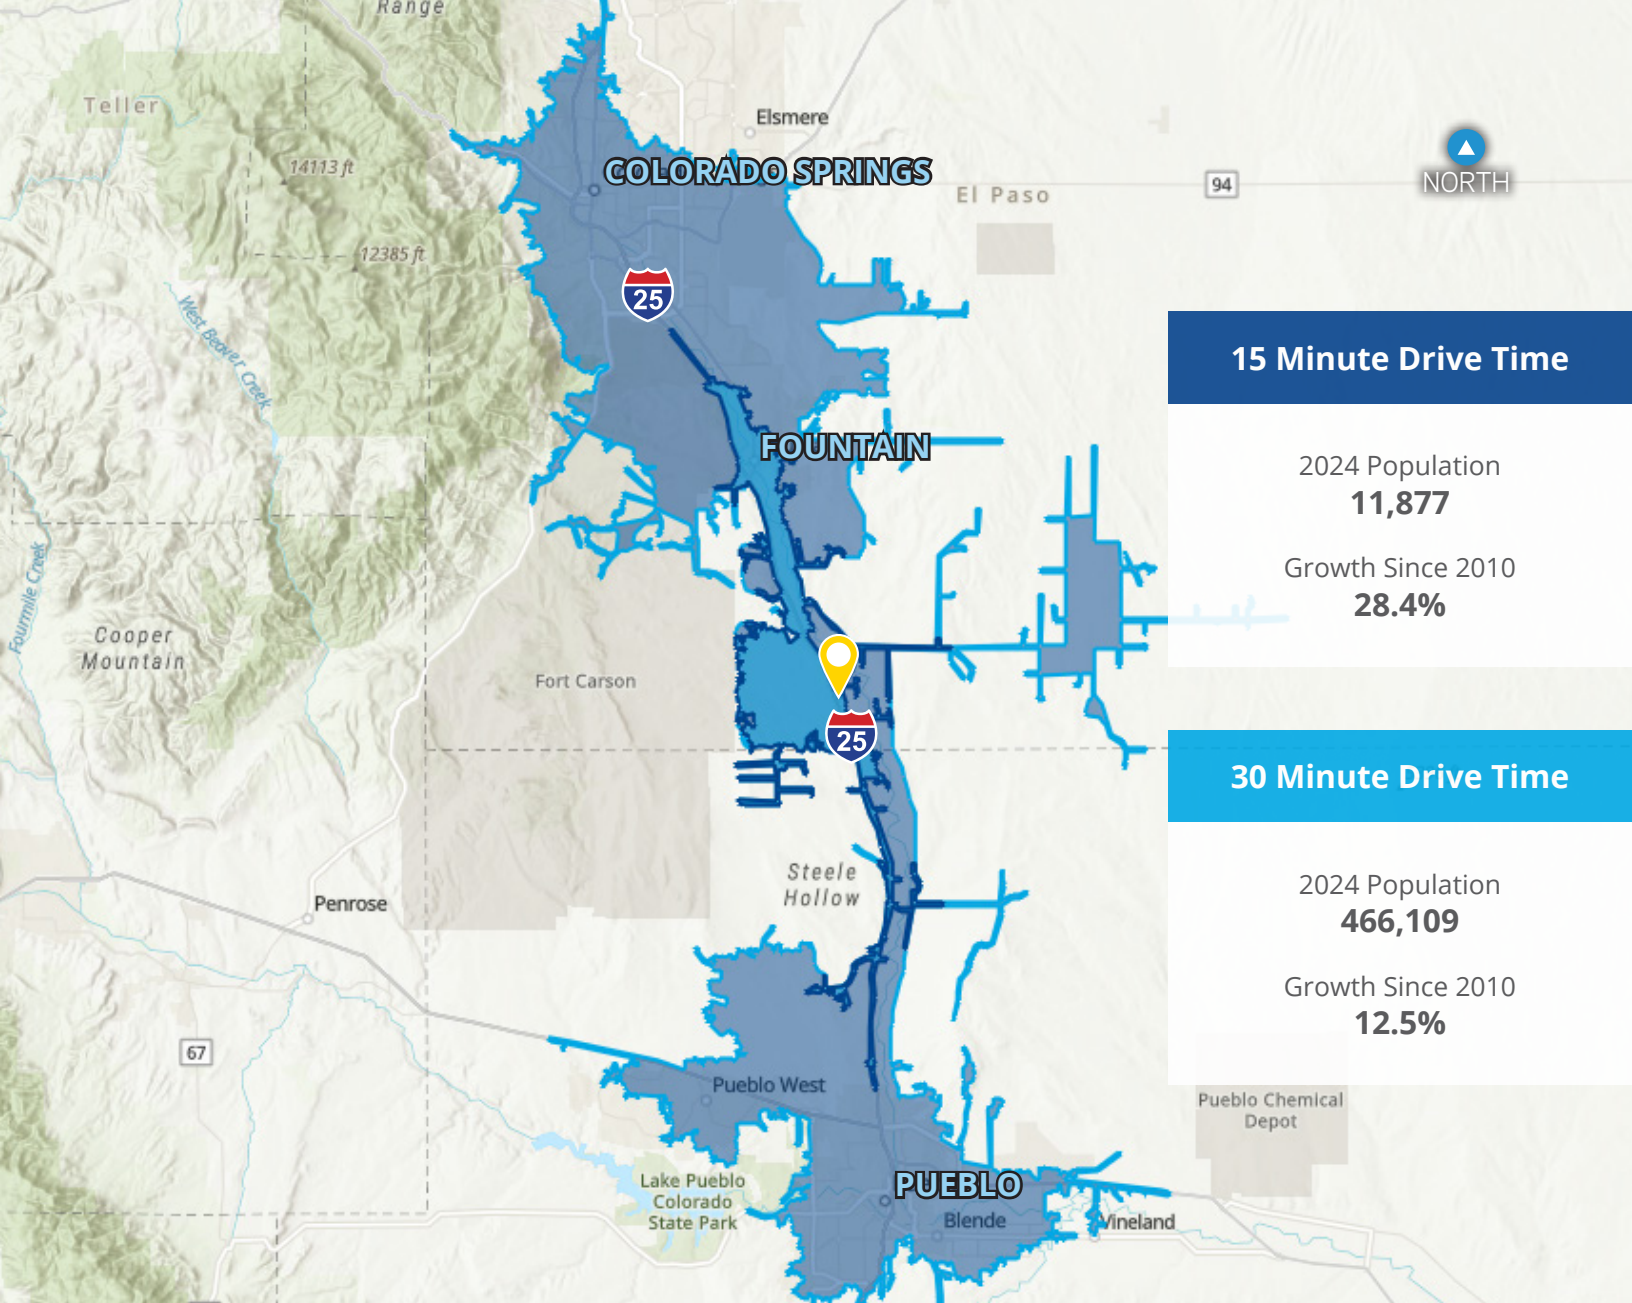 Range
Teller
Elsmere
14113 ft
COLORADO SPRINGS
El Paso
94
NORTH
12385 ft
West Beaver Creek
25
15 Minute Drive Time
FOUNTAIN
2024 Population
11,877
Growth Since 2010
28.4%
Fourmile Creek
Cooper
Mountain
Fort Carson
25
30 Minute Drive Time
Steele
Hollow
2024 Population
466,109
Penrose
Growth Since 2010
12.5%
67
Pueblo West
Pueblo Chemical
Depot
Lake Pueblo
Colorado
State Park
PUEBLO
Blende
Vineland